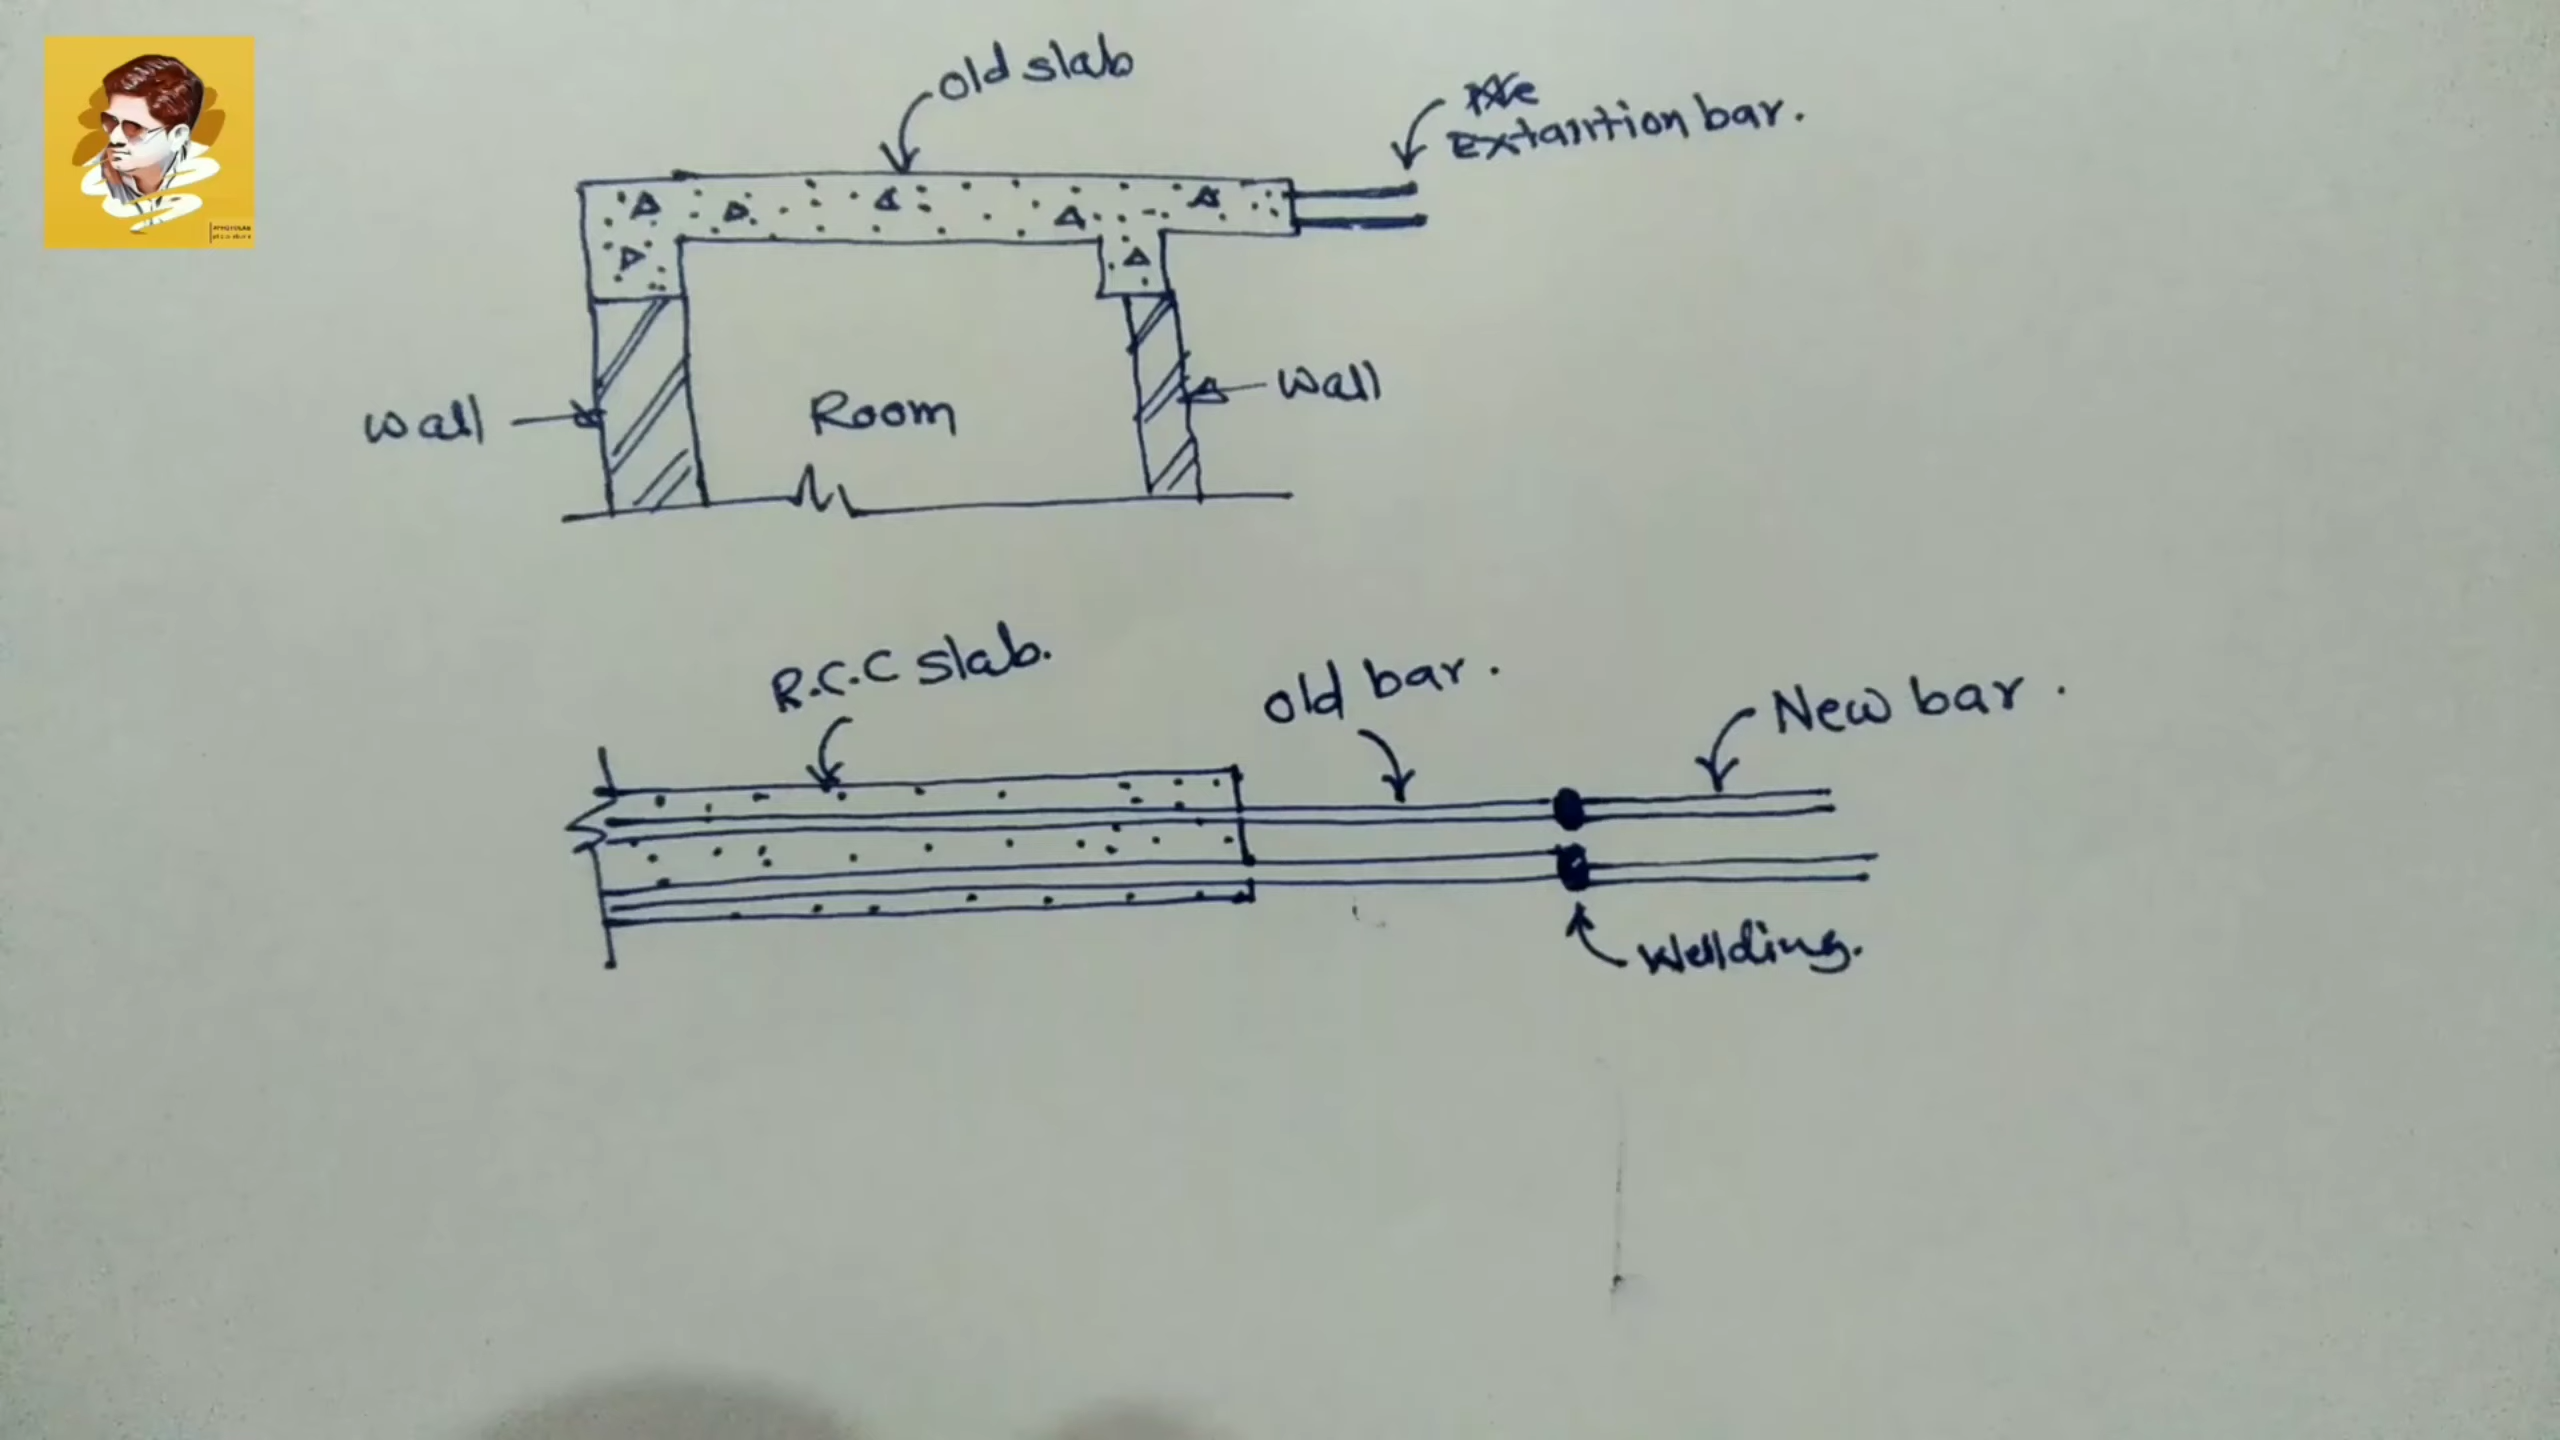 old slab
Extanrtion bar.
wall
Room
wall
R.C.C slab.
old bar.
New bar.
Wellding.